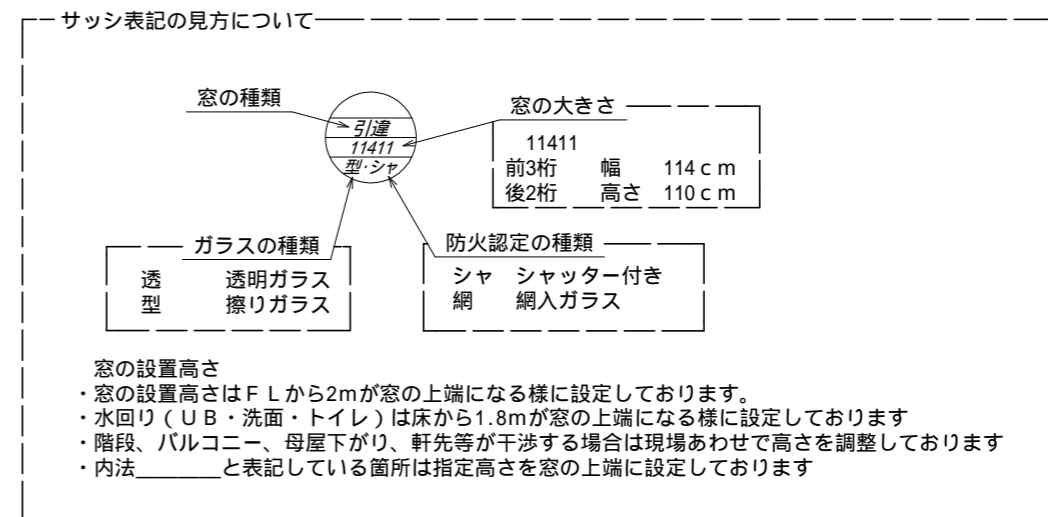 サッシ表記の見方について
窓の種類
引違
11411
型・シャ
窓の大きさ
11411
前3桁 幅 114ｃｍ
後2桁 高さ 110ｃｍ
ガラスの種類
透 透明ガラス
型 擦りガラス
防火認定の種類
シャ シャッター付き
網 網入ガラス
窓の設置高さ
・窓の設置高さはＦＬから2mが窓の上端になる様に設定しております。
・水回り（ＵＢ・洗面・トイレ）は床から1.8mが窓の上端になる様に設定しております
・階段、バルコニー、母屋下がり、軒先等が干渉する場合は現場あわせで高さを調整しております
・内法______と表記している箇所は指定高さを窓の上端に設定しております